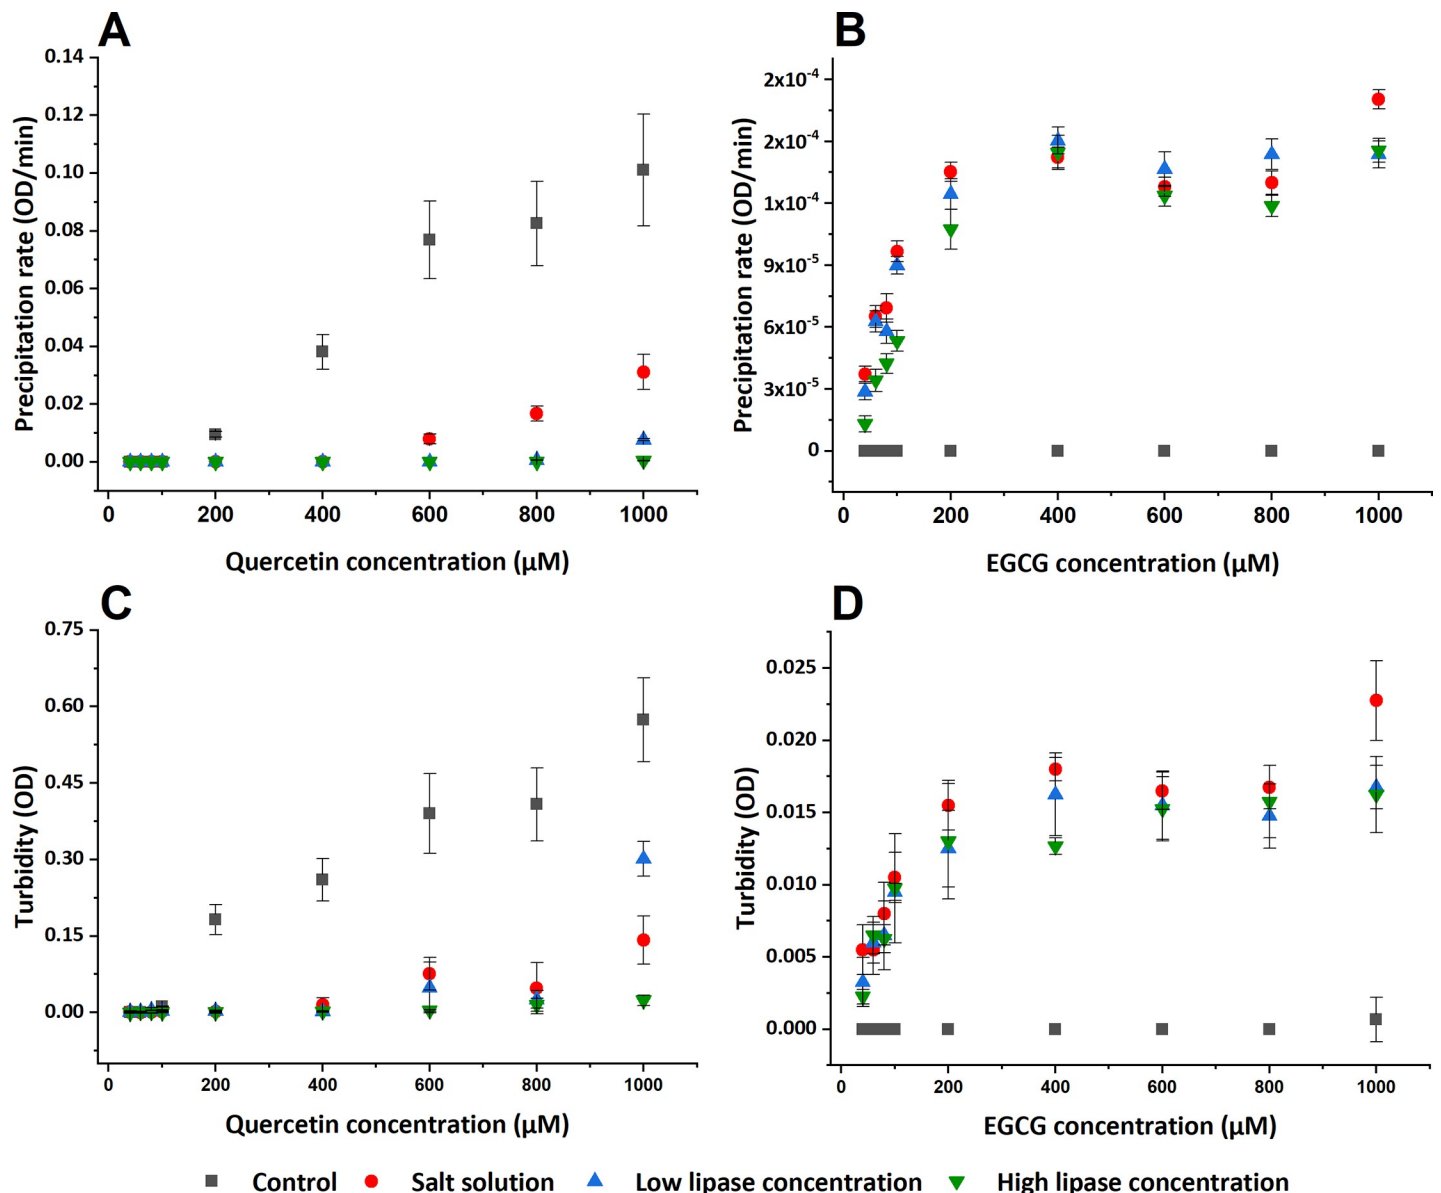 A
0.14
0.12
0.10
0.08
0.06
0.04
0.02
0.00
Precipitation rate (OD/min)
0 200 400 600 800 1000
Quercetin concentration (µM)
B
2x10⁻⁴
2x10⁻⁴
1x10⁻⁴
9x10⁻⁵
6x10⁻⁵
3x10⁻⁵
0
Precipitation rate (OD/min)
0 200 400 600 800 1000
EGCG concentration (µM)
C
0.75
0.60
0.45
0.30
0.15
0.00
Turbidity (OD)
0 200 400 600 800 1000
Quercetin concentration (µM)
D
0.025
0.020
0.015
0.010
0.005
0.000
Turbidity (OD)
0 200 400 600 800 1000
EGCG concentration (µM)
Control Salt solution Low lipase concentration High lipase concentration